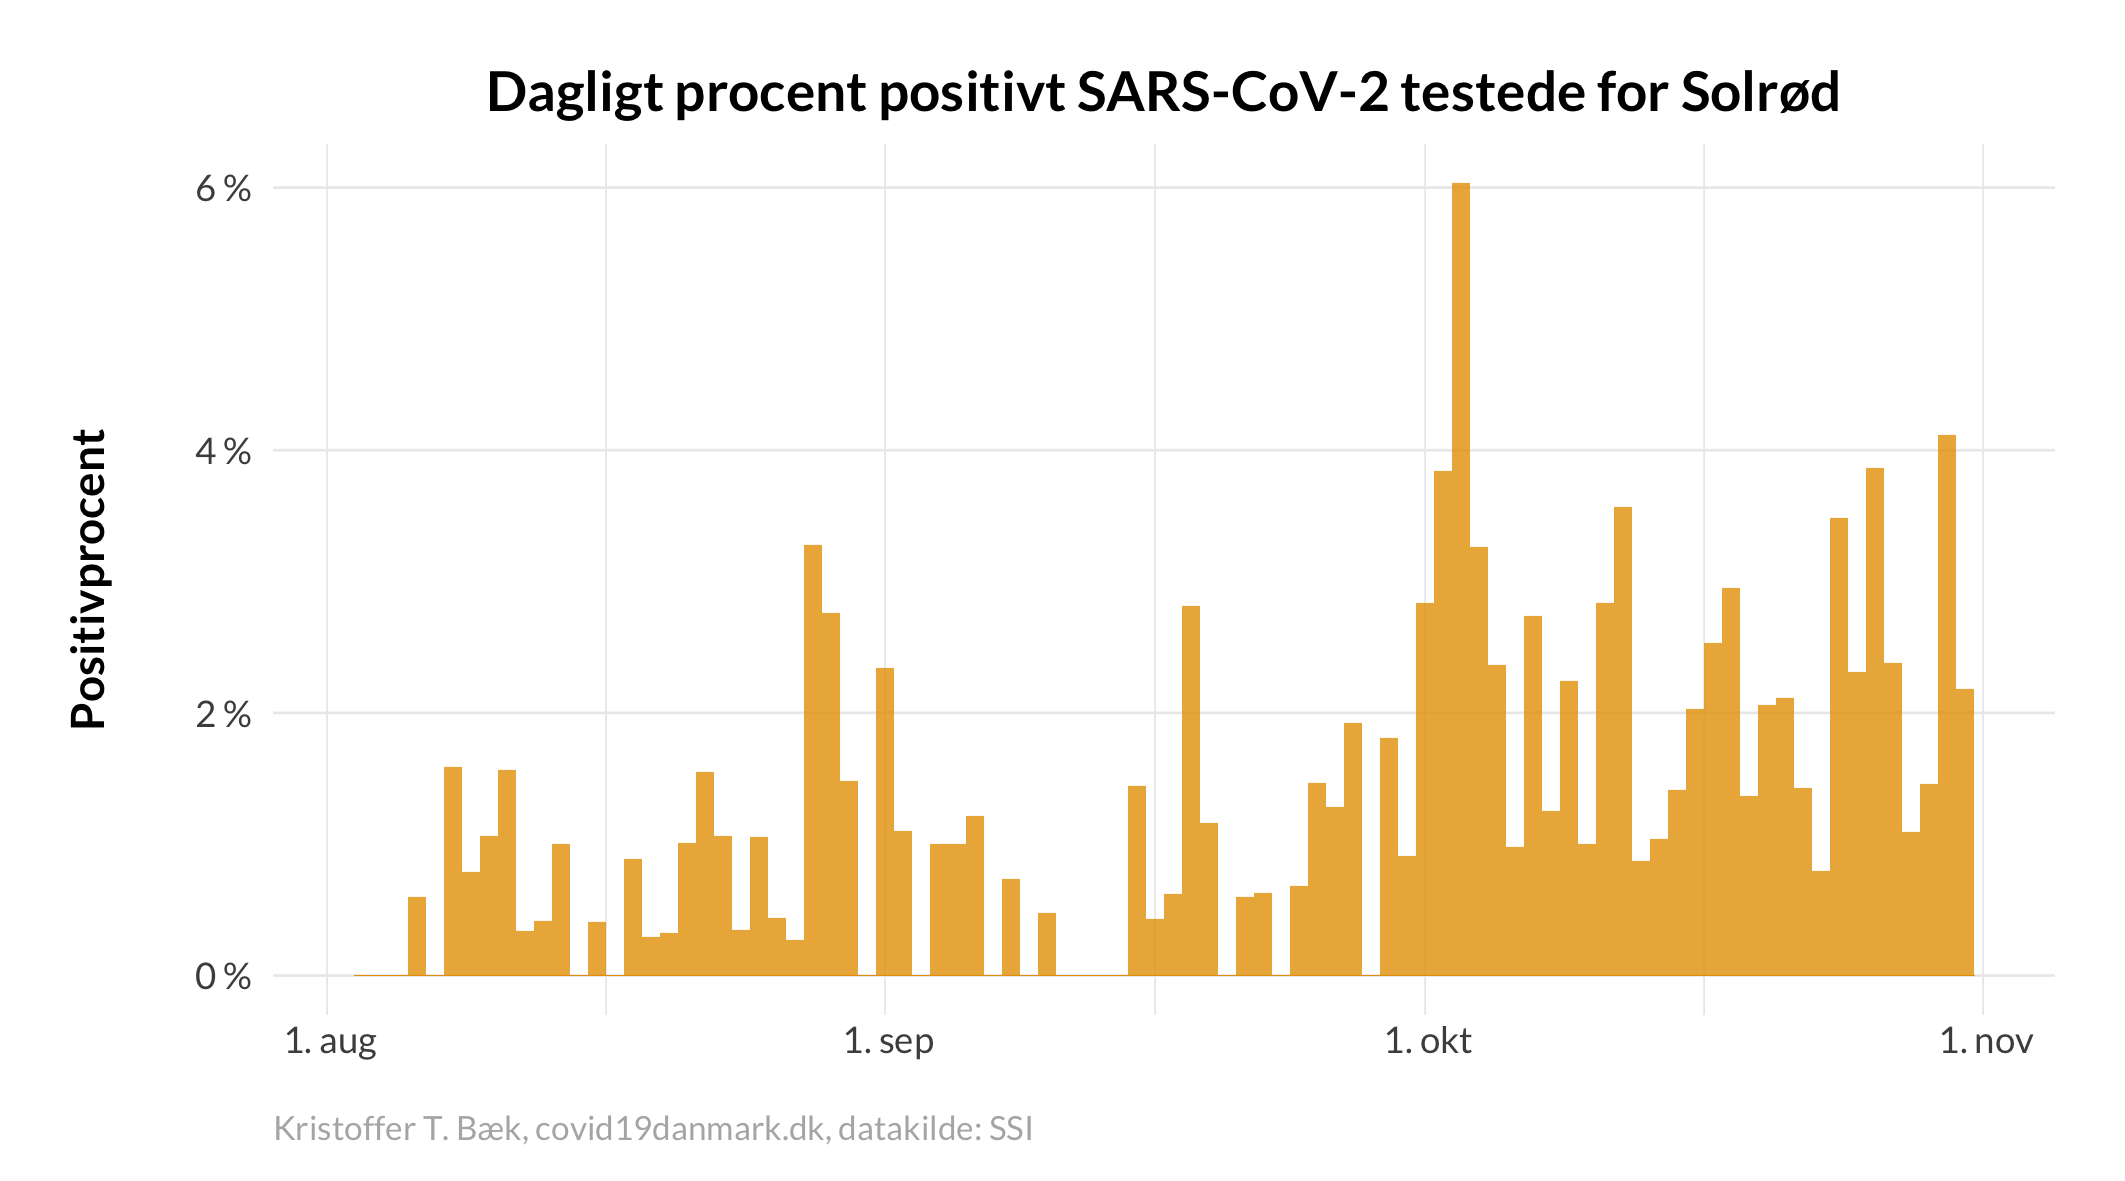 Dagligt procent positivt SARS-CoV-2 testede for Solrød
Positivprocent
6 %
4 %
2 %
0 %
1. aug
1. sep
1. okt
1. nov
Kristoffer T. Bæk, covid19danmark.dk, datakilde: SSI